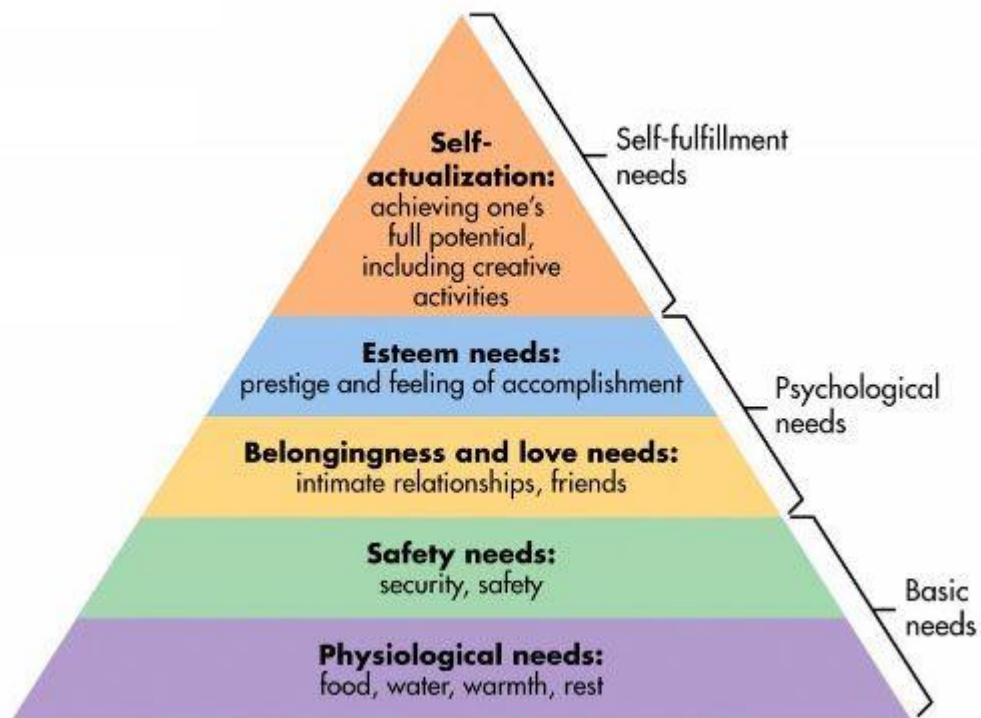 Self-
actualization:
achieving one's
full potential,
including creative
activities
Self-fulfillment
needs
Esteem needs:
prestige and feeling of accomplishment
Psychological
needs
Belongingness and love needs:
intimate relationships, friends
Safety needs:
security, safety
Basic
needs
Physiological needs:
food, water, warmth, rest